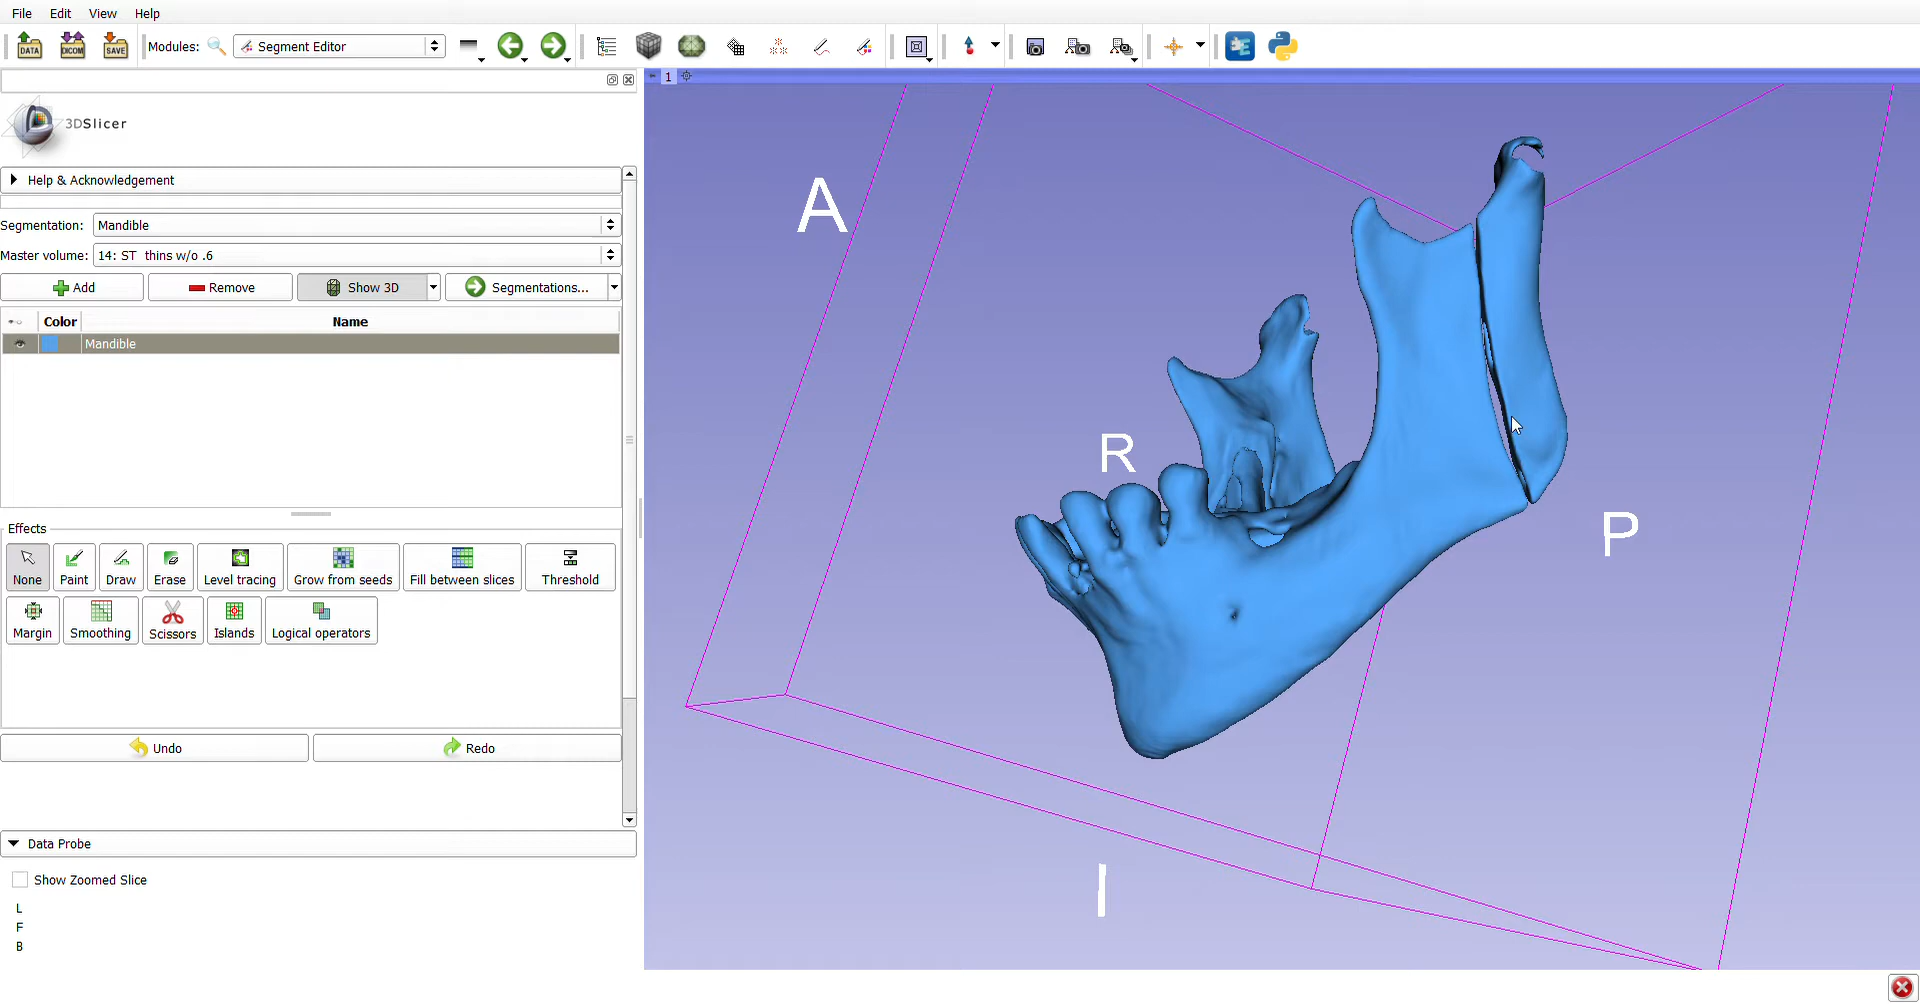 File Edit View Help
DATA DICOM SAVE Modules: Segment Editor
1
3DSlicer
Help & Acknowledgement
Segmentation: Mandible
Master volume: 14: ST thins w/o .6
Add Remove Show 3D Segmentations...
Color Name
Mandible
Effects
None Paint Draw Erase Level tracing Grow from seeds Fill between slices Threshold
Margin Smoothing Scissors Islands Logical operators
Undo Redo
Data Probe
Show Zoomed Slice
L
F
B
A
R
P
I